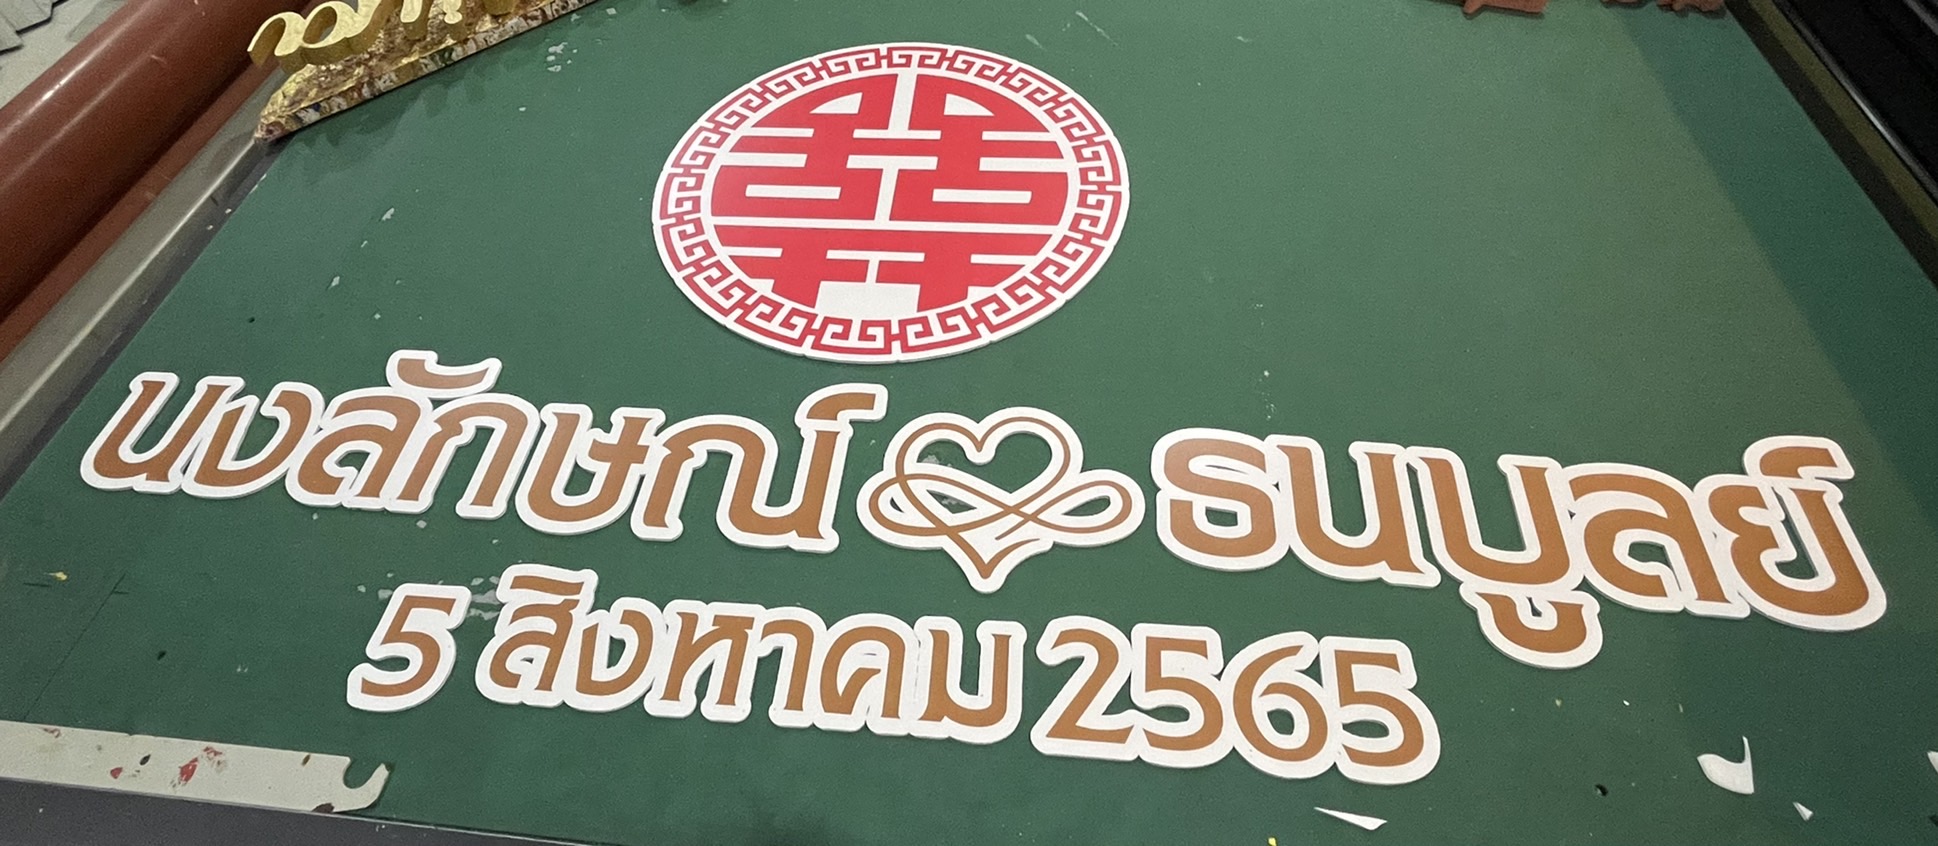 囍
นงลักษณ์ ธนบูลย์
5 สิงหาคม 2565